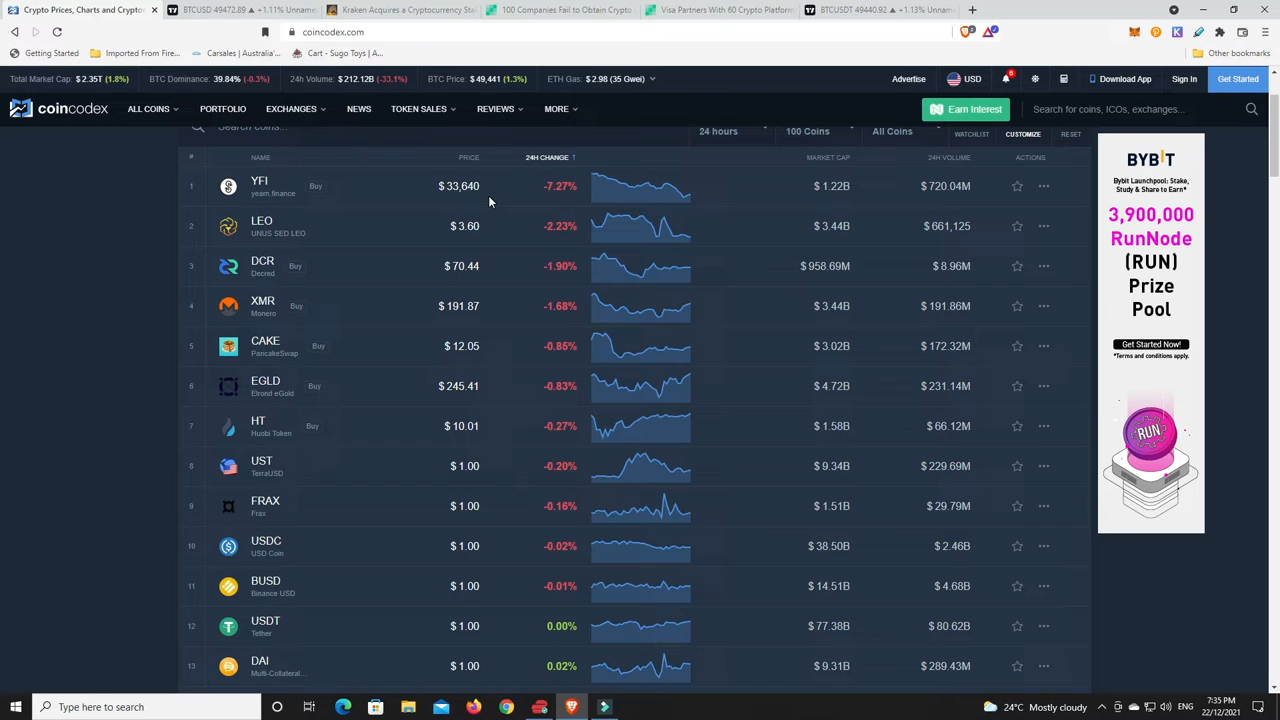 Crypto Prices, Charts and Cryptoc
BTCUSD 49472.89 ▲ +1.11% Unname
Kraken Acquires a Cryptocurrency Sta
100 Companies Fail to Obtain Crypto
Visa Partners With 60 Crypto Platform
BTCUSDT 49440.92 ▲ +1.13% Unnam
coincodex.com
Getting Started
Imported From Fire...
Carsales | Australia'...
Cart - Sugo Toys | A...
Other bookmarks
Total Market Cap: $2.35T (1.8%)
BTC Dominance: 39.84% (-0.3%)
24h Volume: $212.12B (-33.1%)
BTC Price: $49,441 (1.3%)
ETH Gas: $2.98 (35 Gwei)
Advertise
USD
6
Download App
Sign In
Get Started
coincodex
ALL COINS
PORTFOLIO
EXCHANGES
NEWS
TOKEN SALES
REVIEWS
MORE
Earn Interest
Search for coins, ICOs, exchanges...
Search coins...
24 hours
100 Coins
All Coins
WATCHLIST
CUSTOMIZE
RESET
# NAME PRICE 24H CHANGE ↑ MARKET CAP 24H VOLUME ACTIONS
1 YFI Buy -7.27% $ 1.22B $ 720.04M
yearn.finance
2 LEO $ 3.60 -2.23% $ 3.44B $ 661,125
UNUS SED LEO
3 DCR Buy $ 70.44 -1.90% $ 958.69M $ 8.96M
Decred
4 XMR Buy $ 191.87 -1.68% $ 3.44B $ 191.86M
Monero
5 CAKE Buy $ 12.05 -0.85% $ 3.02B $ 172.32M
PancakeSwap
6 EGLD Buy $ 245.41 -0.83% $ 4.72B $ 231.14M
Elrond eGold
7 HT Buy $ 10.01 -0.27% $ 1.58B $ 66.12M
Huobi Token
8 UST $ 1.00 -0.20% $ 9.34B $ 229.69M
TerraUSD
9 FRAX $ 1.00 -0.16% $ 1.51B $ 29.79M
Frax
10 USDC $ 1.00 -0.02% $ 38.50B $ 2.46B
USD Coin
11 BUSD $ 1.00 -0.01% $ 14.51B $ 4.68B
Binance USD
12 USDT $ 1.00 0.00% $ 77.38B $ 80.62B
Tether
13 DAI $ 1.00 0.02% $ 9.31B $ 289.43M
Multi-Collateral...
BYBIT
Bybit Launchpool: Stake,
Study & Share to Earn*
3,900,000
RunNode
(RUN)
Prize
Pool
Get Started Now!
*Terms and conditions apply.
RUN
Type here to search
24°C Mostly cloudy
ENG
7:35 PM
22/12/2021